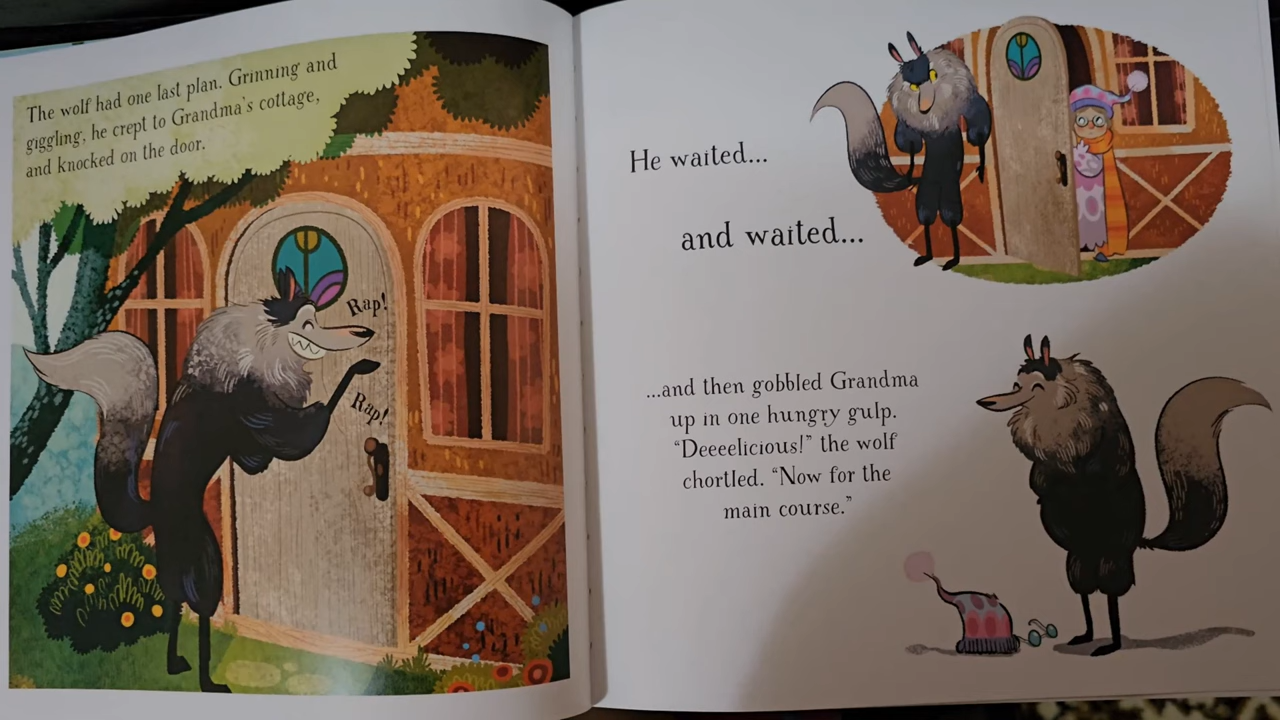 The wolf had one last plan. Grinning and
giggling, he crept to Grandma's cottage,
and knocked on the door.
Rap!
Rap!
He waited...
and waited...
...and then gobbled Grandma
up in one hungry gulp.
“Deeeelicious!” the wolf
chortled. “Now for the
main course.”